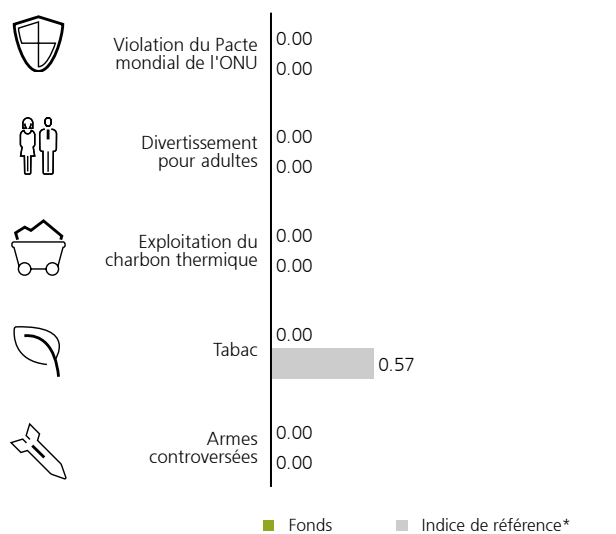 Violation du Pacte
mondial de l'ONU
0.00
0.00
Divertissement
pour adultes
0.00
0.00
Exploitation du
charbon thermique
0.00
0.00
Tabac
0.00
0.57
Armes
controversées
0.00
0.00
Fonds
Indice de référence*